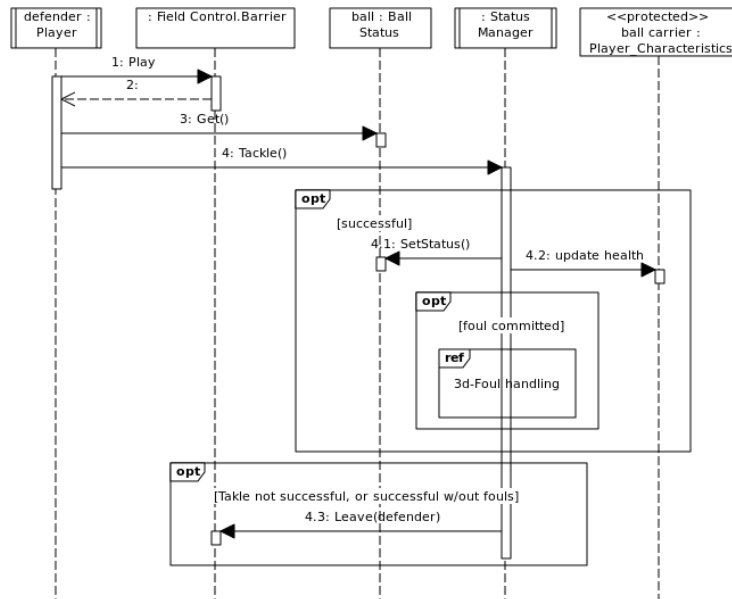 defender :
Player
: Field Control.Barrier
ball : Ball
Status
: Status
Manager
<<protected>>
ball carrier :
Player_Characteristics
1: Play
2:
3: Get()
4: Tackle()
opt
[successful]
4.1: SetStatus()
4.2: update health
opt
[foul committed]
ref
3d-Foul handling
opt
[Takle not successful, or successful w/out fouls]
4.3: Leave(defender)